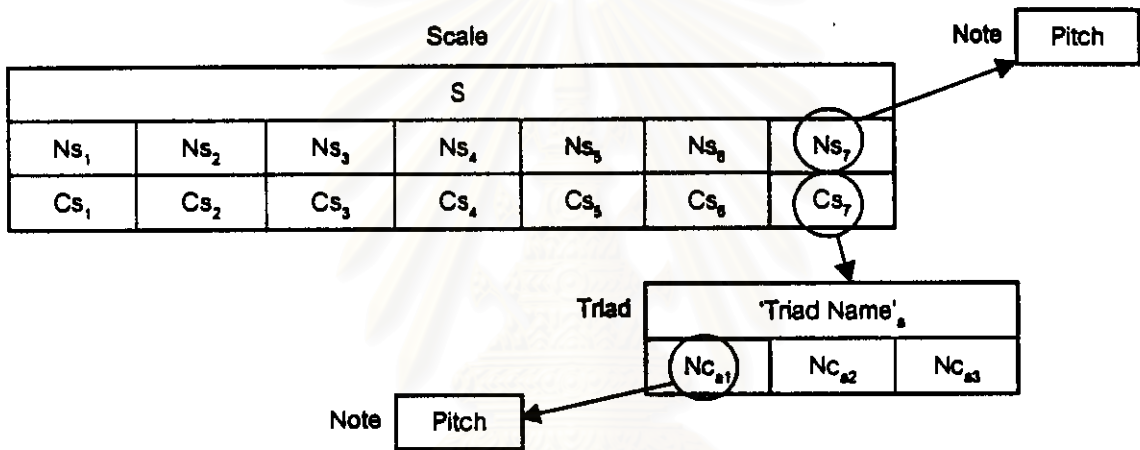 Scale
Note Pitch
S
Ns₁ Ns₂ Ns₃ Ns₄ Ns₅ Ns₆ Ns₇
Cs₁ Cs₂ Cs₃ Cs₄ Cs₅ Cs₆ Cs₇
Triad 'Triad Name'ₐ
Ncₐ₁ Ncₐ₂ Ncₐ₃
Note Pitch